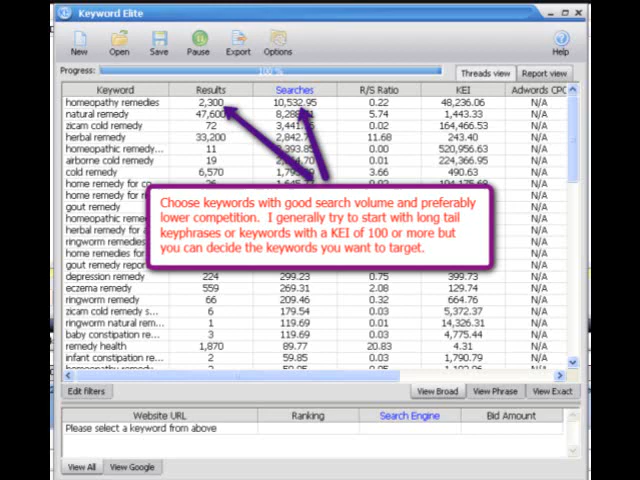 Keyword Elite
New Open Save Pause Export Options Help
Progress: 100 % Threads view Report view
Keyword Results Searches R/S Ratio KEI Adwords CPC
homeopathy remedies 2,300 10,532.95 0.22 48,236.06 N/A
natural remedy 47,600 5.74 1,443.33 N/A
zicam cold remedy 72 0.02 164,466.53 N/A
herbal remedy 33,200 11.68 243.40 N/A
homeopathic remedy ... 11 0.00 520,956.63 N/A
airborne cold remedy 19 0.01 224,366.95 N/A
cold remedy 6,570 3.66 490.63 N/A
home remedy for co
home remedy for
gout remedy
homeopathic remed
ringworm remedies
home remedies for
gout remedy report
Choose keywords with good search volume and preferably
lower competition. I generally try to start with long tail
keyphrases or keywords with a KEI of 100 or more but
you can decide the keywords you want to target.
depression remedy 224 299.23 0.75 399.73 N/A
eczema remedy 559 269.31 2.08 129.74 N/A
ringworm remedy 66 209.46 0.32 664.76 N/A
zicam cold remedy s... 6 179.54 0.03 5,372.37 N/A
ringworm natural rem... 1 119.69 0.01 14,326.31 N/A
baby constipation re... 3 119.69 0.03 4,775.44 N/A
remedy health 1,870 89.77 20.83 4.31 N/A
infant constipation re... 2 59.85 0.03 1,790.79 N/A
Edit filters View Broad View Phrase View Exact
Website URL Ranking Search Engine Bid Amount
Please select a keyword from above
View All View Google